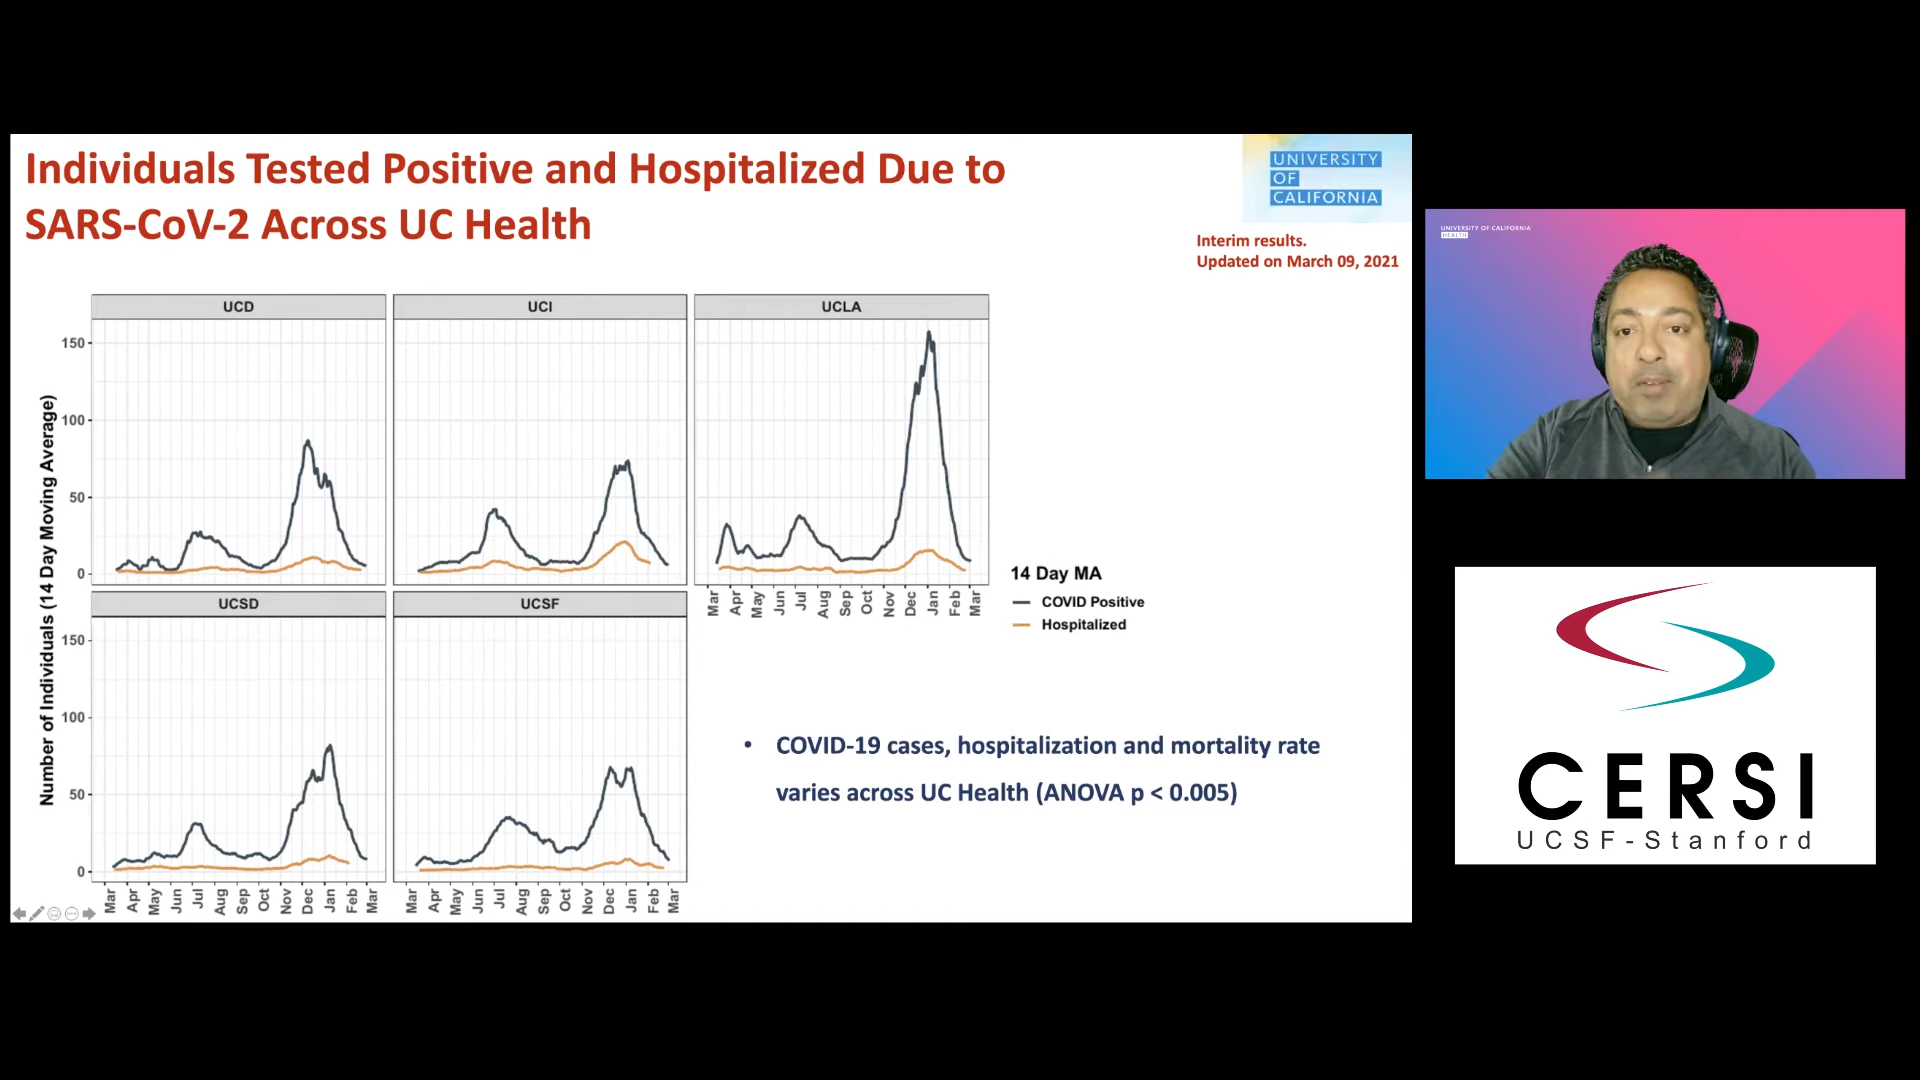 Individuals Tested Positive and Hospitalized Due to
SARS-CoV-2 Across UC Health
UNIVERSITY
OF
CALIFORNIA
Interim results.
Updated on March 09, 2021
UCD
UCI
UCLA
150
100
50
0
Number of Individuals (14 Day Moving Average)
Mar Apr May Jun Jul Aug Sep Oct Nov Dec Jan Feb Mar
14 Day MA
COVID Positive
Hospitalized
UCSD
UCSF
150
100
50
0
Mar Apr May Jun Jul Aug Sep Oct Nov Dec Jan Feb Mar
Mar Apr May Jun Jul Aug Sep Oct Nov Dec Jan Feb Mar
• COVID-19 cases, hospitalization and mortality rate
varies across UC Health (ANOVA p < 0.005)
UNIVERSITY OF CALIFORNIA
HEALTH
CERSI
UCSF-Stanford